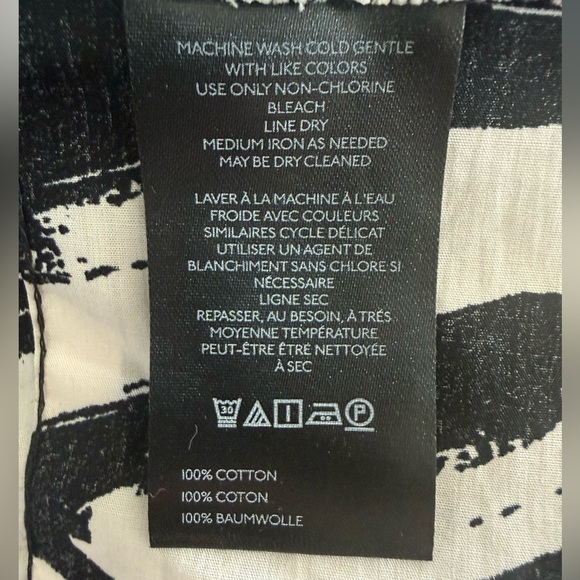 MACHINE WASH COLD GENTLE
WITH LIKE COLORS
USE ONLY NON-CHLORINE
BLEACH
LINE DRY
MEDIUM IRON AS NEEDED
MAY BE DRY CLEANED
LAVER À LA MACHINE À L'EAU
FROIDE AVEC COULEURS
SIMILAIRES CYCLE DÉLICAT
UTILISER UN AGENT DE
BLANCHIMENT SANS CHLORE SI
NÉCESSAIRE
LIGNE SEC
REPASSER, AU BESOIN, À TRÉS
MOYENNE TEMPÉRATURE
PEUT-ÊTRE ÊTRE NETTOYÉE
À SEC
30 P
100% COTTON
100% COTON
100% BAUMWOLLE